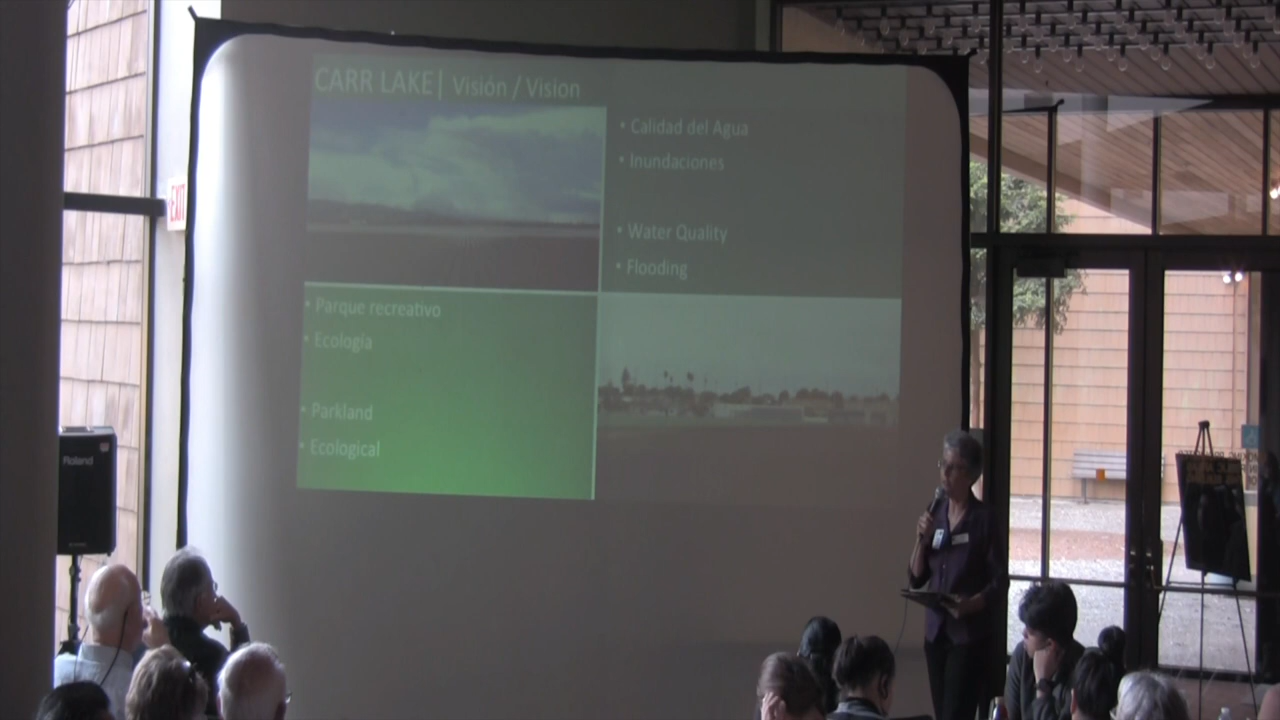 CARR LAKE| Visión / Vision
• Calidad del Agua
• Inundaciones
• Water Quality
• Flooding
• Parque recreativo
• Ecología
• Parkland
• Ecological
EXIT
Roland